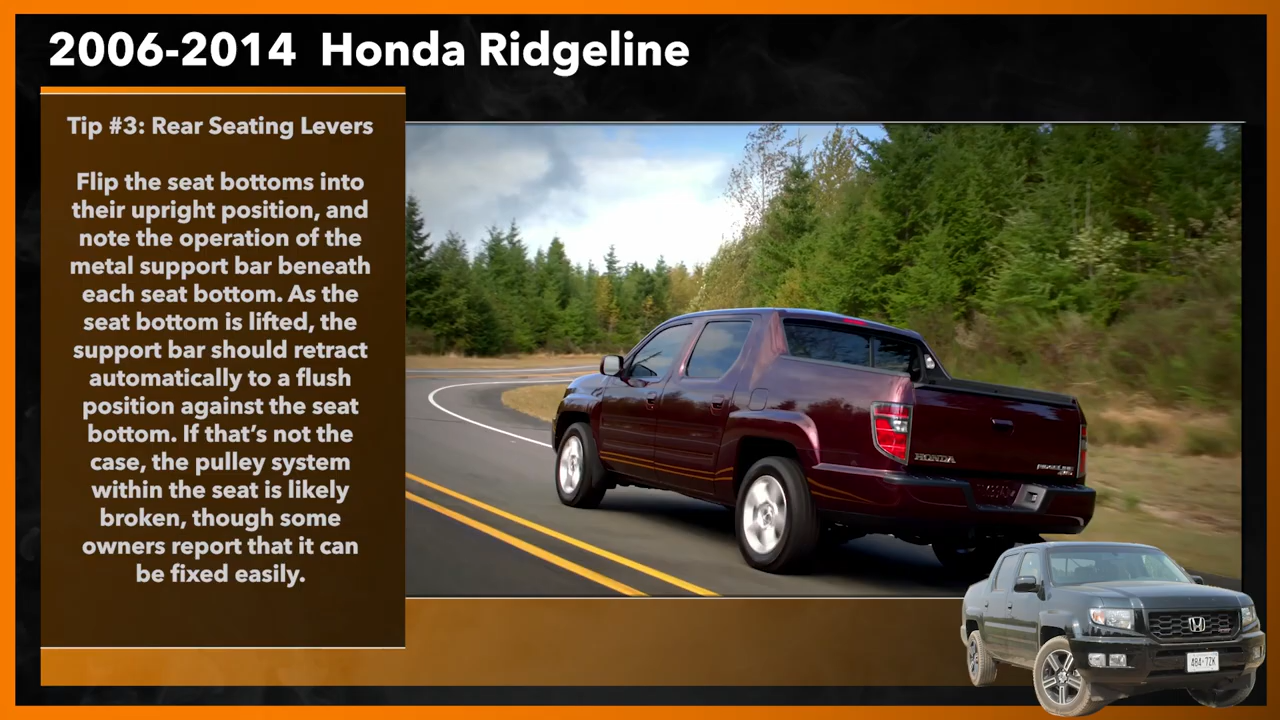 2006-2014 Honda Ridgeline
Tip #3: Rear Seating Levers
Flip the seat bottoms into
their upright position, and
note the operation of the
metal support bar beneath
each seat bottom. As the
seat bottom is lifted, the
support bar should retract
automatically to a flush
position against the seat
bottom. If that’s not the
case, the pulley system
within the seat is likely
broken, though some
owners report that it can
be fixed easily.
HONDA